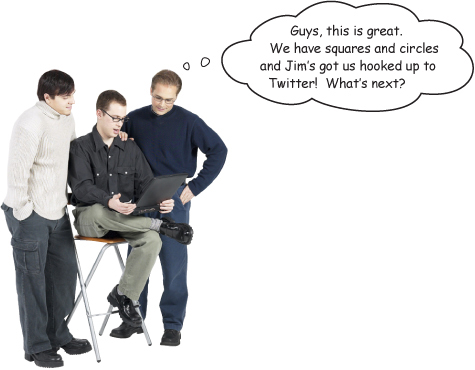 Guys, this is great.
We have squares and circles
and Jim's got us hooked up to
Twitter!  What's next?